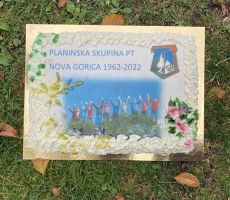 PLANINSKA SKUPINA PT
NOVA GORICA 1962-2022